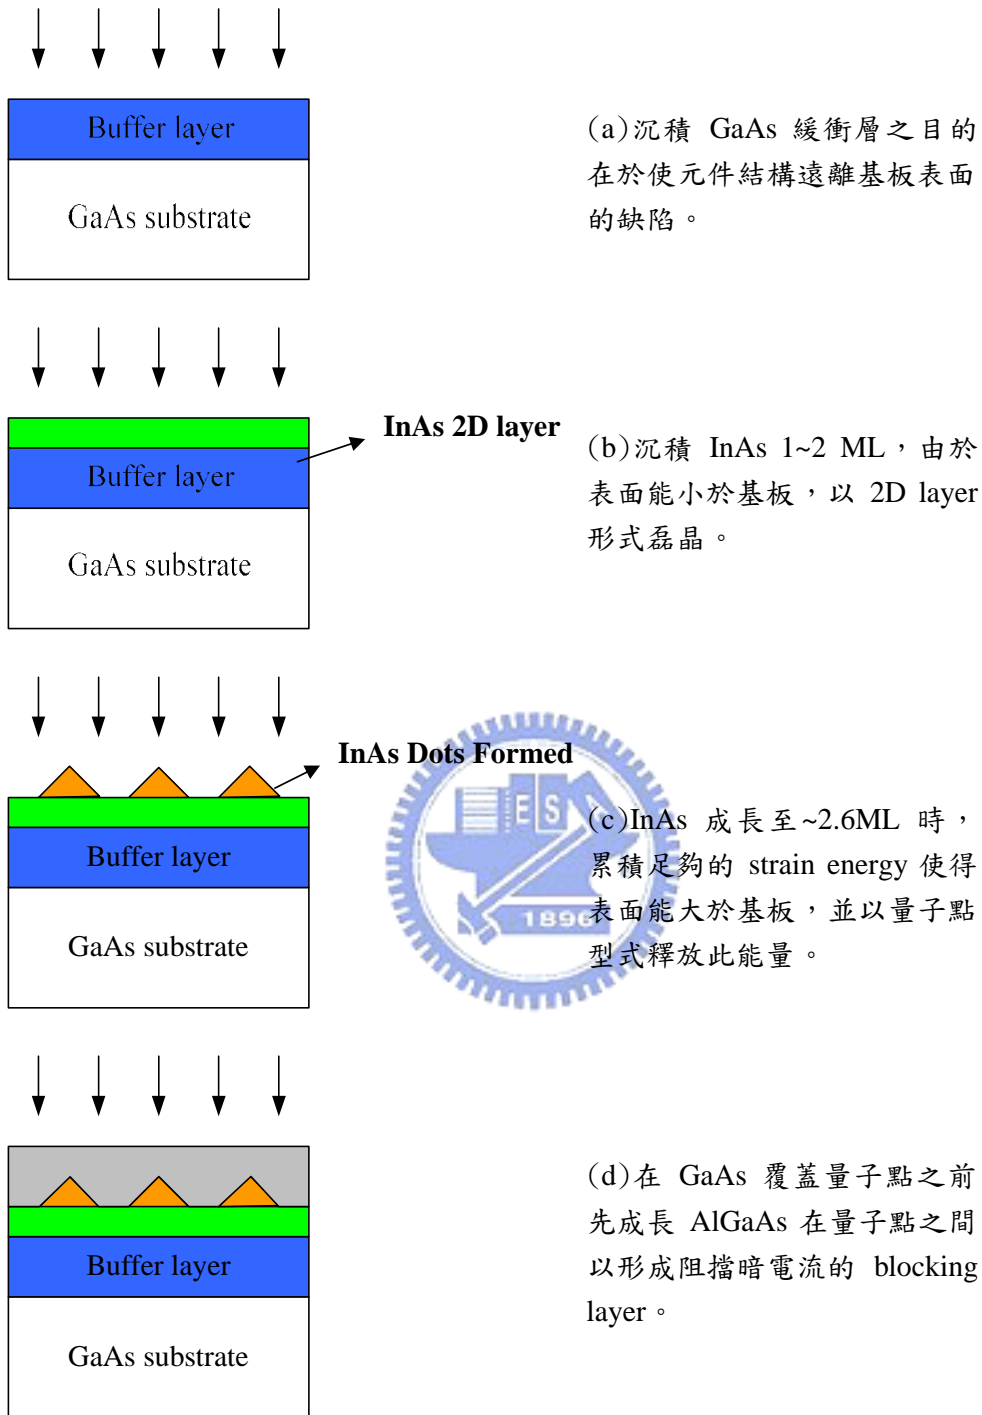 Buffer layer
GaAs substrate
(a)沉積 GaAs 緩衝層之目的
在於使元件結構遠離基板表面
的缺陷。
InAs 2D layer
Buffer layer
GaAs substrate
(b)沉積 InAs 1~2 ML,由於
表面能小於基板,以 2D layer
形式磊晶。
InAs Dots Formed
Buffer layer
GaAs substrate
ES
1896
(c)InAs 成長至~2.6ML 時,
累積足夠的 strain energy 使得
表面能大於基板,並以量子點
型式釋放此能量。
Buffer layer
GaAs substrate
(d)在 GaAs 覆蓋量子點之前
先成長 AlGaAs 在量子點之間
以形成阻擋暗電流的 blocking
layer。